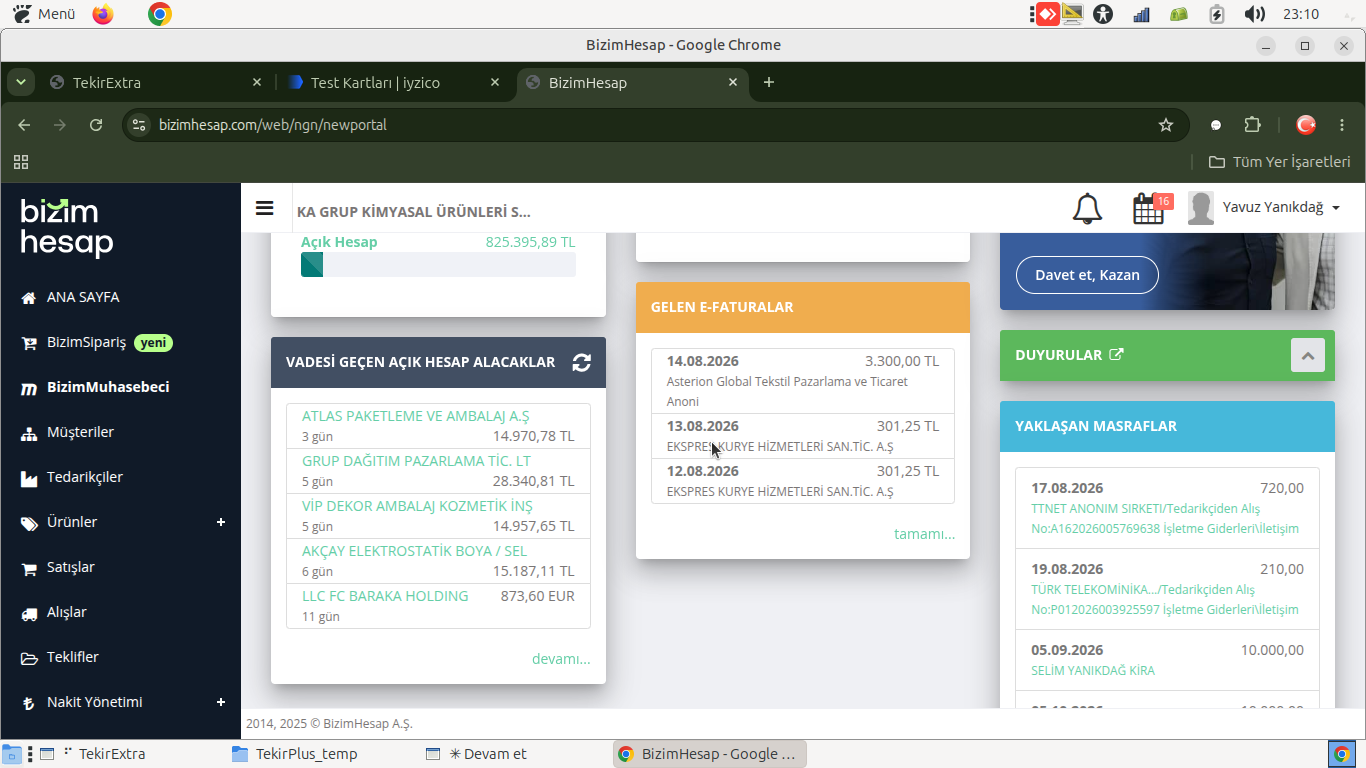 Menü
23:10
BizimHesap - Google Chrome
TekirExtra
Test Kartları | iyzico
BizimHesap
bizimhesap.com/web/ngn/newportal
Tüm Yer İşaretleri
bizim
hesap
KA GRUP KİMYASAL ÜRÜNLERİ S...
16
Yavuz Yanıkdağ
ANA SAYFA
BizimSipariş yeni
BizimMuhasebeci
Müşteriler
Tedarikçiler
Ürünler +
Satışlar
Alışlar
Teklifler
Nakit Yönetimi +
Açık Hesap 825.395,89 TL
VADESİ GEÇEN AÇIK HESAP ALACAKLAR
ATLAS PAKETLEME VE AMBALAJ A.Ş
3 gün 14.970,78 TL
GRUP DAĞITIM PAZARLAMA TİC. LT
5 gün 28.340,81 TL
VİP DEKOR AMBALAJ KOZMETİK İNŞ
5 gün 14.957,65 TL
AKÇAY ELEKTROSTATİK BOYA / SEL
6 gün 15.187,11 TL
LLC FC BARAKA HOLDING 873,60 EUR
11 gün
devamı...
GELEN E-FATURALAR
14.08.2026 3.300,00 TL
Asterion Global Tekstil Pazarlama ve Ticaret
Anoni
13.08.2026 301,25 TL
EKSPRES KURYE HİZMETLERİ SAN.TİC. A.Ş
12.08.2026 301,25 TL
EKSPRES KURYE HİZMETLERİ SAN.TİC. A.Ş
tamamı...
Davet et, Kazan
DUYURULAR
YAKLAŞAN MASRAFLAR
17.08.2026 720,00
TTNET ANONIM SIRKETI/Tedarikçiden Alış
No:A162026005769638 İşletme Giderleri\İletişim
19.08.2026 210,00
TÜRK TELEKOMİNİKA.../Tedarikçiden Alış
No:P012026003925597 İşletme Giderleri\İletişim
05.09.2026 10.000,00
SELİM YANIKDAĞ KİRA
2014, 2025 © BizimHesap A.Ş.
TekirExtra
TekirPlus_temp
✳ Devam et
BizimHesap - Google ...